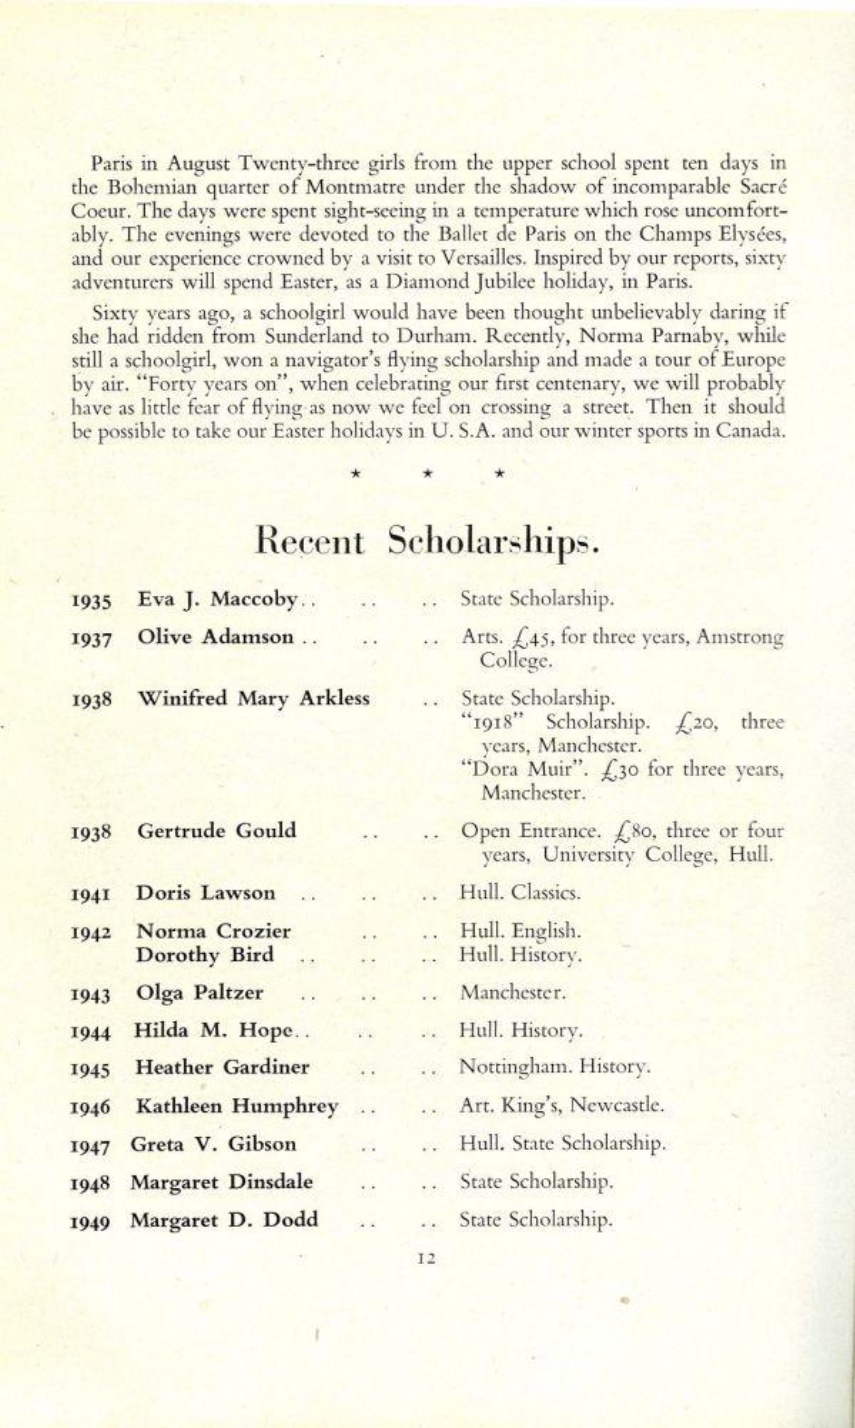 Paris in August Twenty-three girls from the upper school spent ten days in
the Bohemian quarter of Montmatre under the shadow of incomparable Sacré
Coeur. The days were spent sight-seeing in a temperature which rose uncomfort-
ably. The evenings were devoted to the Ballet de Paris on the Champs Elysées,
and our experience crowned by a visit to Versailles. Inspired by our reports, sixty
adventurers will spend Easter, as a Diamond Jubilee holiday, in Paris.
Sixty years ago, a schoolgirl would have been thought unbelievably daring if
she had ridden from Sunderland to Durham. Recently, Norma Parnaby, while
still a schoolgirl, won a navigator's flying scholarship and made a tour of Europe
by air. "Forty years on", when celebrating our first centenary, we will probably
have as little fear of flying as now we feel on crossing a street. Then it should
be possible to take our Easter holidays in U. S.A. and our winter sports in Canada.
* * *
Recent Scholarships.
1935 Eva J. Maccoby.. .. .. State Scholarship.
1937 Olive Adamson .. .. .. Arts. £45, for three years, Amstrong
College.
1938 Winifred Mary Arkless .. State Scholarship.
"1918" Scholarship. £20, three
years, Manchester.
"Dora Muir". £30 for three years,
Manchester.
1938 Gertrude Gould .. .. Open Entrance. £80, three or four
years, University College, Hull.
1941 Doris Lawson .. .. .. Hull. Classics.
1942 Norma Crozier .. .. Hull. English.
Dorothy Bird .. .. .. Hull. History.
1943 Olga Paltzer .. .. .. Manchester.
1944 Hilda M. Hope.. .. .. Hull. History.
1945 Heather Gardiner .. .. Nottingham. History.
1946 Kathleen Humphrey .. .. Art. King's, Newcastle.
1947 Greta V. Gibson .. .. Hull. State Scholarship.
1948 Margaret Dinsdale .. .. State Scholarship.
1949 Margaret D. Dodd .. .. State Scholarship.
12